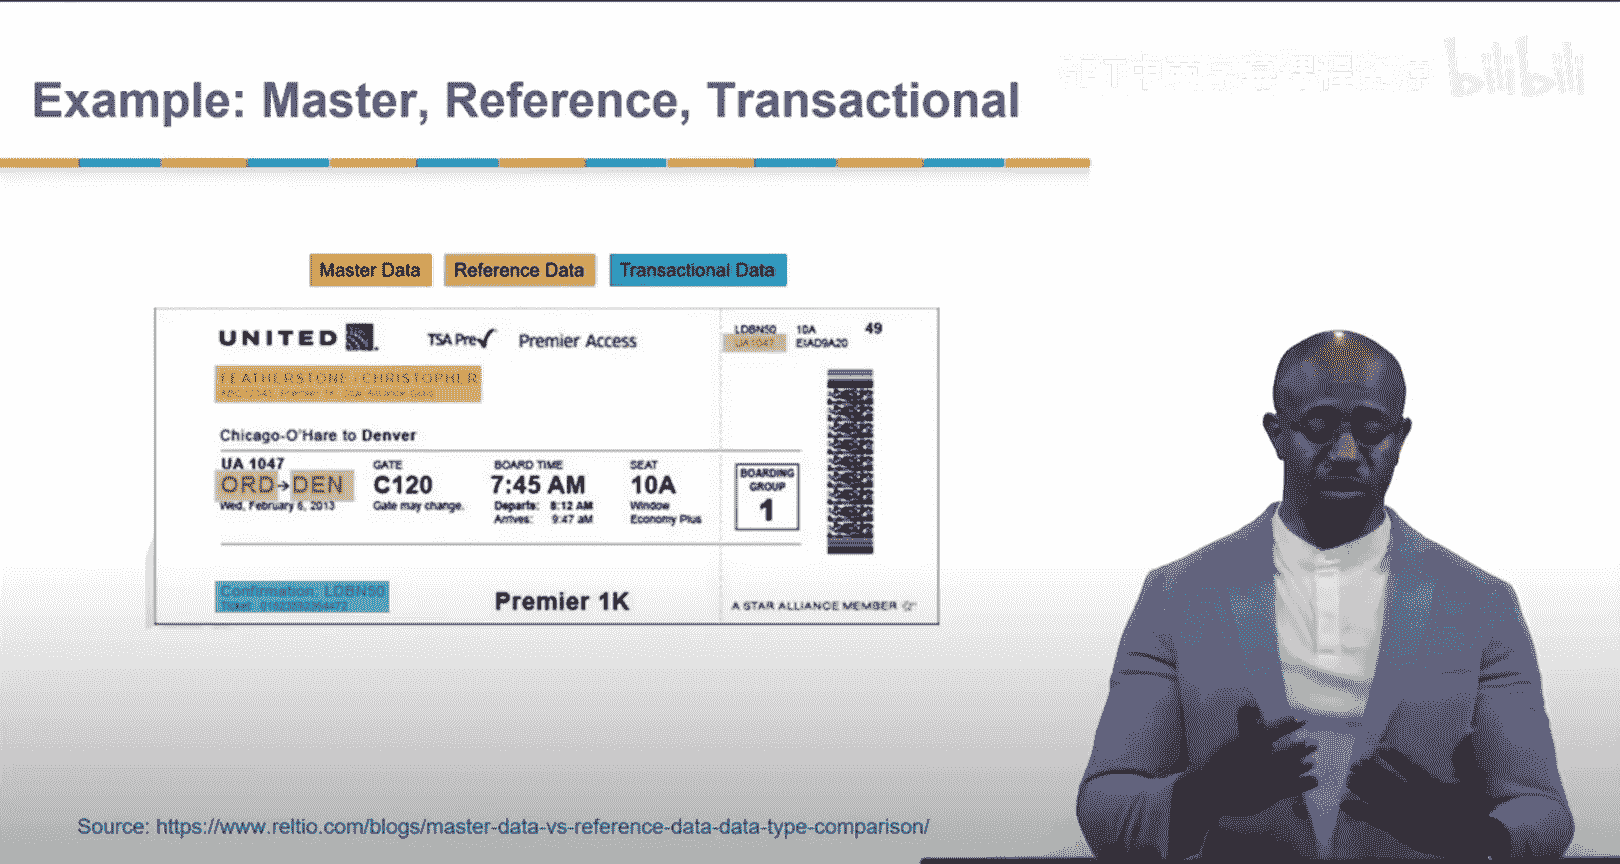 Example: Master, Reference, Transactional
bilibili
Master Data Reference Data Transactional Data
UNITED TSA Pre Premier Access
LDBN50 10A 49
UA1047 EIAD9A20
FEATHERSTONE CHRISTOPHER
Chicago-O'Hare to Denver
UA 1047 GATE BOARD TIME SEAT
ORD→DEN C120 7:45 AM 10A
BOARDING GROUP 1
Wed, February 6, 2013 Gate may change. Departs: 8:12 AM Window
Arrives: 9:47 AM Economy Plus
Confirmation: LDBN50
Ticket:
Premier 1K
A STAR ALLIANCE MEMBER
Source: https://www.reltio.com/blogs/master-data-vs-reference-data-data-type-comparison/